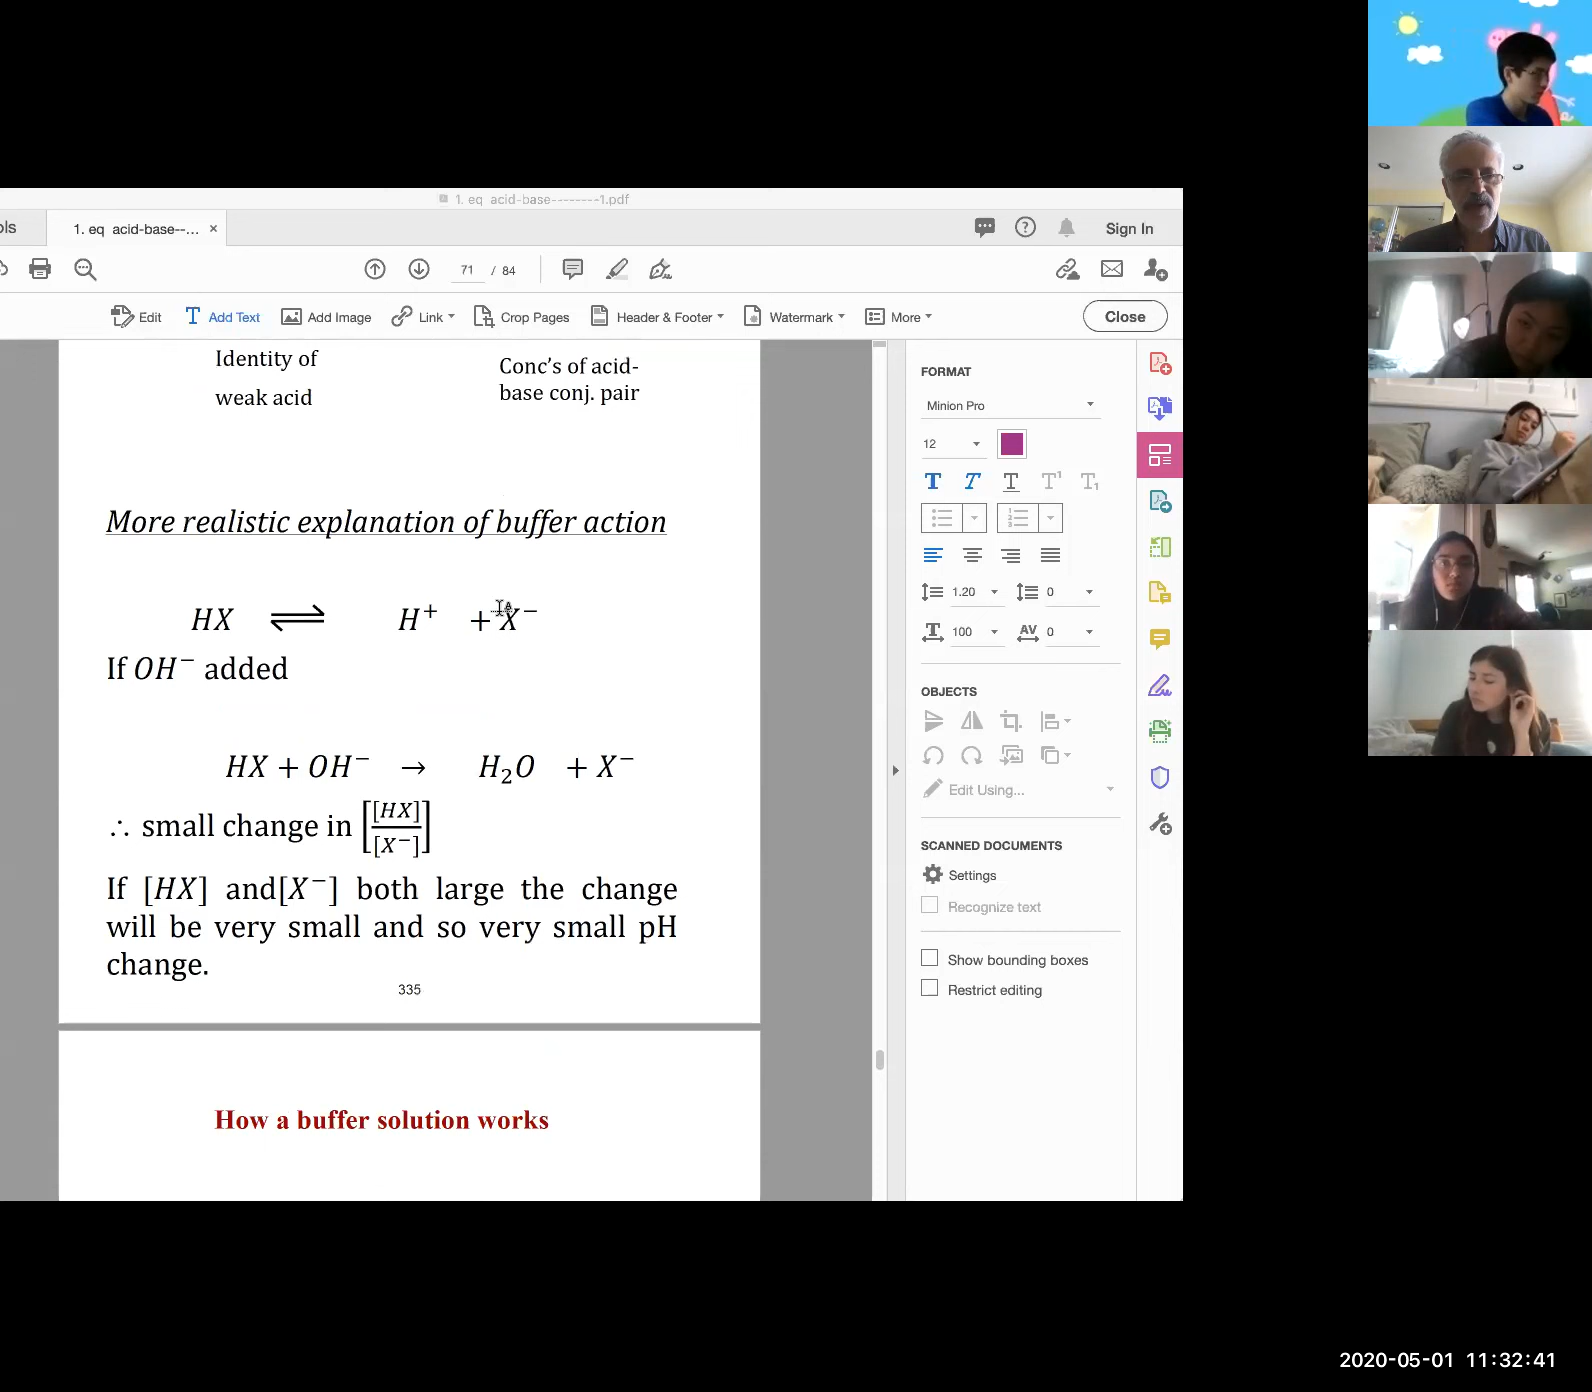 1. eq acid-base--------1.pdf
ols
1. eq acid-base--... ×
Sign In
71 / 84
Edit
Add Text
Add Image
Link
Crop Pages
Header & Footer
Watermark
More
Close
Identity of
weak acid
Conc's of acid-
base conj. pair
More realistic explanation of buffer action
HX ⇌ H⁺ + X⁻
If OH⁻ added
HX + OH⁻ → H₂O + X⁻
∴ small change in [[HX]/[X⁻]]
If [HX] and[X⁻] both large the change
will be very small and so very small pH
change.
335
How a buffer solution works
FORMAT
Minion Pro
12
T T T T¹ T₁
1.20
0
100
AV 0
OBJECTS
Edit Using...
SCANNED DOCUMENTS
Settings
Recognize text
Show bounding boxes
Restrict editing
2020-05-01 11:32:41